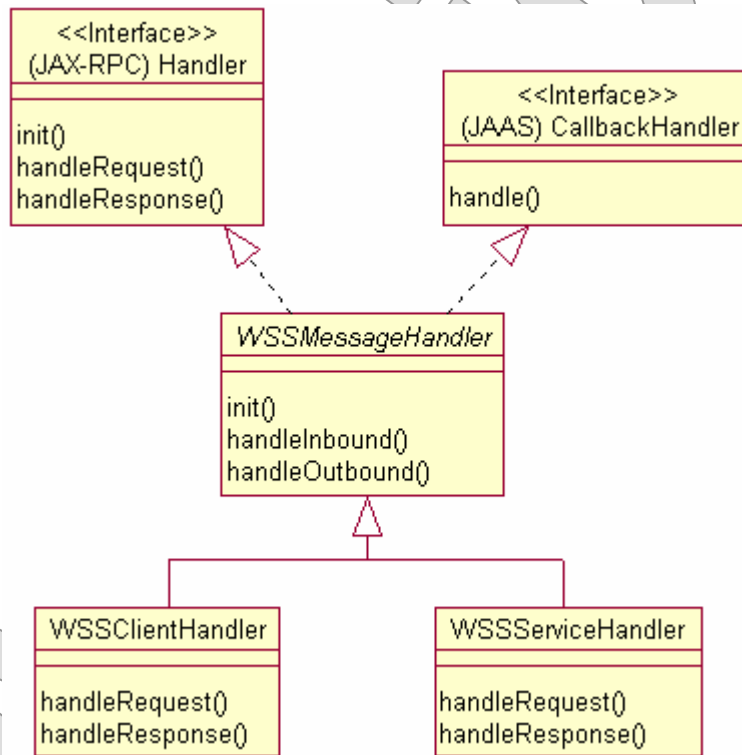 <<Interface>>
(JAX-RPC) Handler
init()
handleRequest()
handleResponse()
<<Interface>>
(JAAS) CallbackHandler
handle()
WSSMessageHandler
init()
handleInbound()
handleOutbound()
WSSClientHandler
handleRequest()
handleResponse()
WSSServiceHandler
handleRequest()
handleResponse()